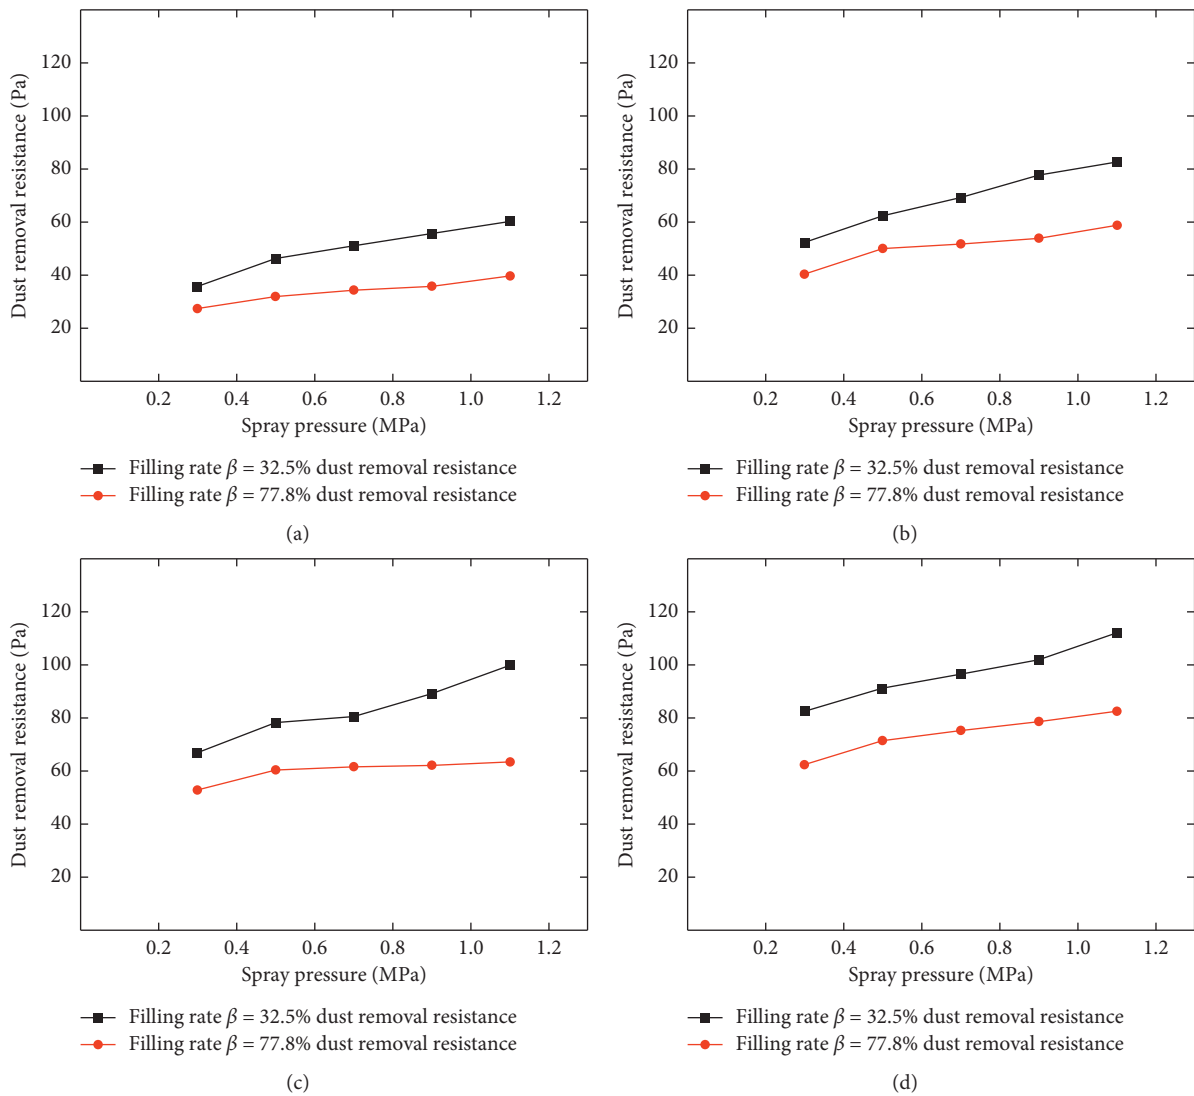 120
100
80
60
40
20
Dust removal resistance (Pa)
0.2 0.4 0.6 0.8 1.0 1.2
Spray pressure (MPa)
Filling rate β = 32.5% dust removal resistance
Filling rate β = 77.8% dust removal resistance
(a)
120
100
80
60
40
20
Dust removal resistance (Pa)
0.2 0.4 0.6 0.8 1.0 1.2
Spray pressure (MPa)
Filling rate β = 32.5% dust removal resistance
Filling rate β = 77.8% dust removal resistance
(b)
120
100
80
60
40
20
Dust removal resistance (Pa)
0.2 0.4 0.6 0.8 1.0 1.2
Spray pressure (MPa)
Filling rate β = 32.5% dust removal resistance
Filling rate β = 77.8% dust removal resistance
(c)
120
100
80
60
40
20
Dust removal resistance (Pa)
0.2 0.4 0.6 0.8 1.0 1.2
Spray pressure (MPa)
Filling rate β = 32.5% dust removal resistance
Filling rate β = 77.8% dust removal resistance
(d)